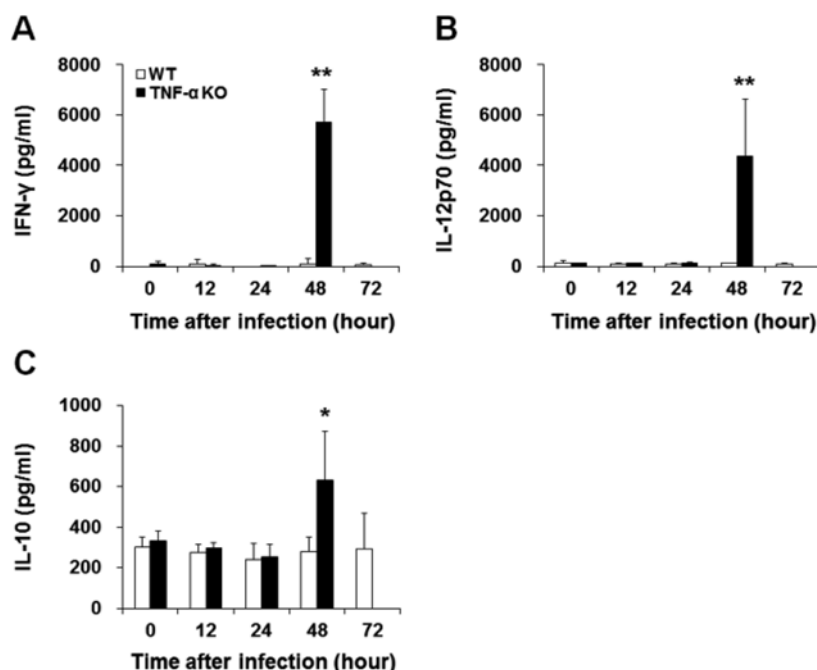 A
IFN-γ (pg/ml)
8000
6000
4000
2000
0
WT
TNF-α KO
**
0 12 24 48 72
Time after infection (hour)
B
IL-12p70 (pg/ml)
8000
6000
4000
2000
0
**
0 12 24 48 72
Time after infection (hour)
C
IL-10 (pg/ml)
1000
800
600
400
200
0
*
0 12 24 48 72
Time after infection (hour)